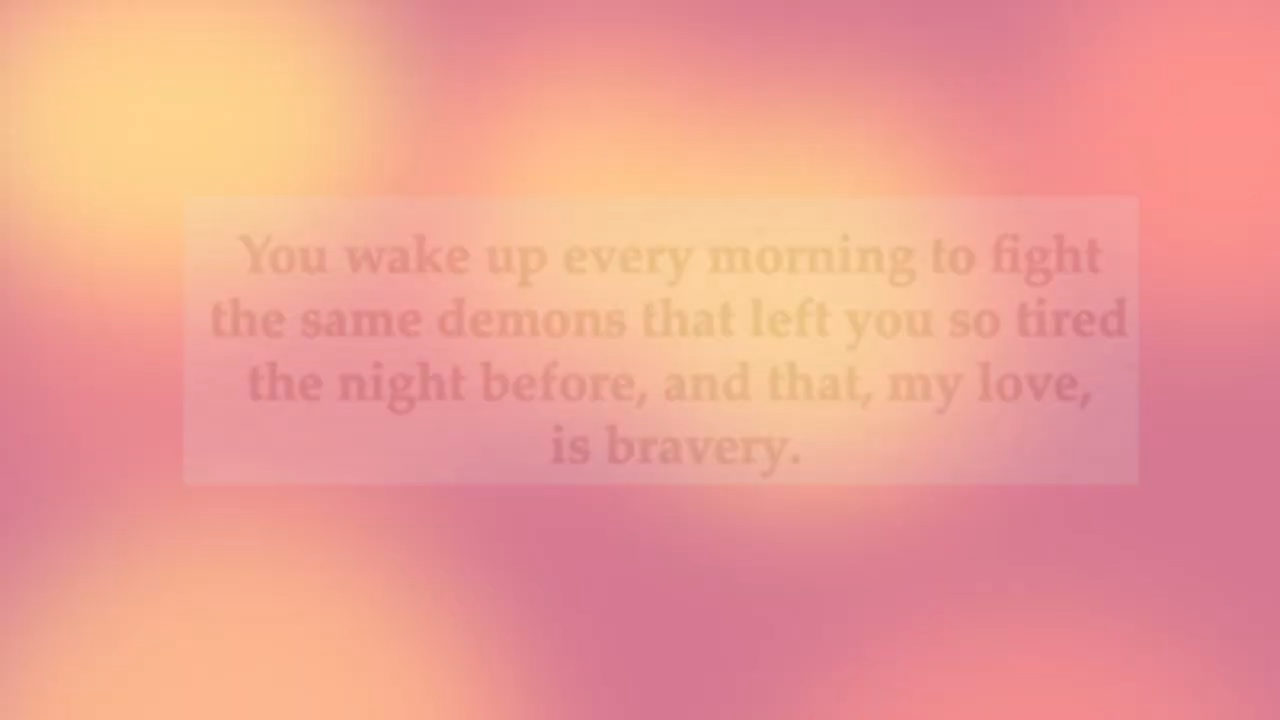 You wake up every morning to fight
the same demons that left you so tired
the night before, and that, my love,
is bravery.